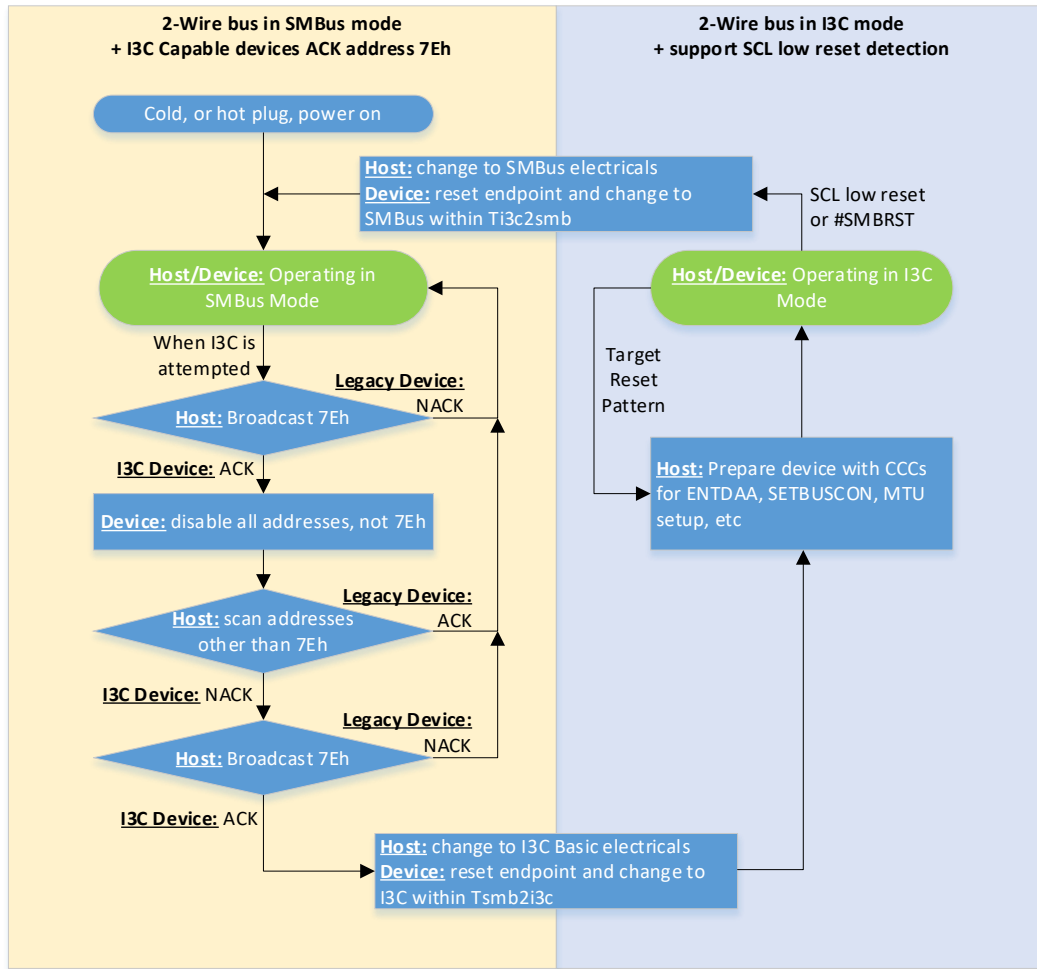 2-Wire bus in SMBus mode
+ I3C Capable devices ACK address 7Eh
2-Wire bus in I3C mode
+ support SCL low reset detection
Cold, or hot plug, power on
Host: change to SMBus electricals
Device: reset endpoint and change to
SMBus within Ti3c2smb
SCL low reset
or #SMBRST
Host/Device: Operating in
SMBus Mode
Host/Device: Operating in I3C
Mode
When I3C is
attempted
Target
Reset
Pattern
Legacy Device:
NACK
Host: Broadcast 7Eh
I3C Device: ACK
Host: Prepare device with CCCs
for ENTDAA, SETBUSCON, MTU
setup, etc
Device: disable all addresses, not 7Eh
Legacy Device:
ACK
Host: scan addresses
other than 7Eh
I3C Device: NACK
Legacy Device:
NACK
Host: Broadcast 7Eh
I3C Device: ACK
Host: change to I3C Basic electricals
Device: reset endpoint and change to
I3C within Tsmb2i3c